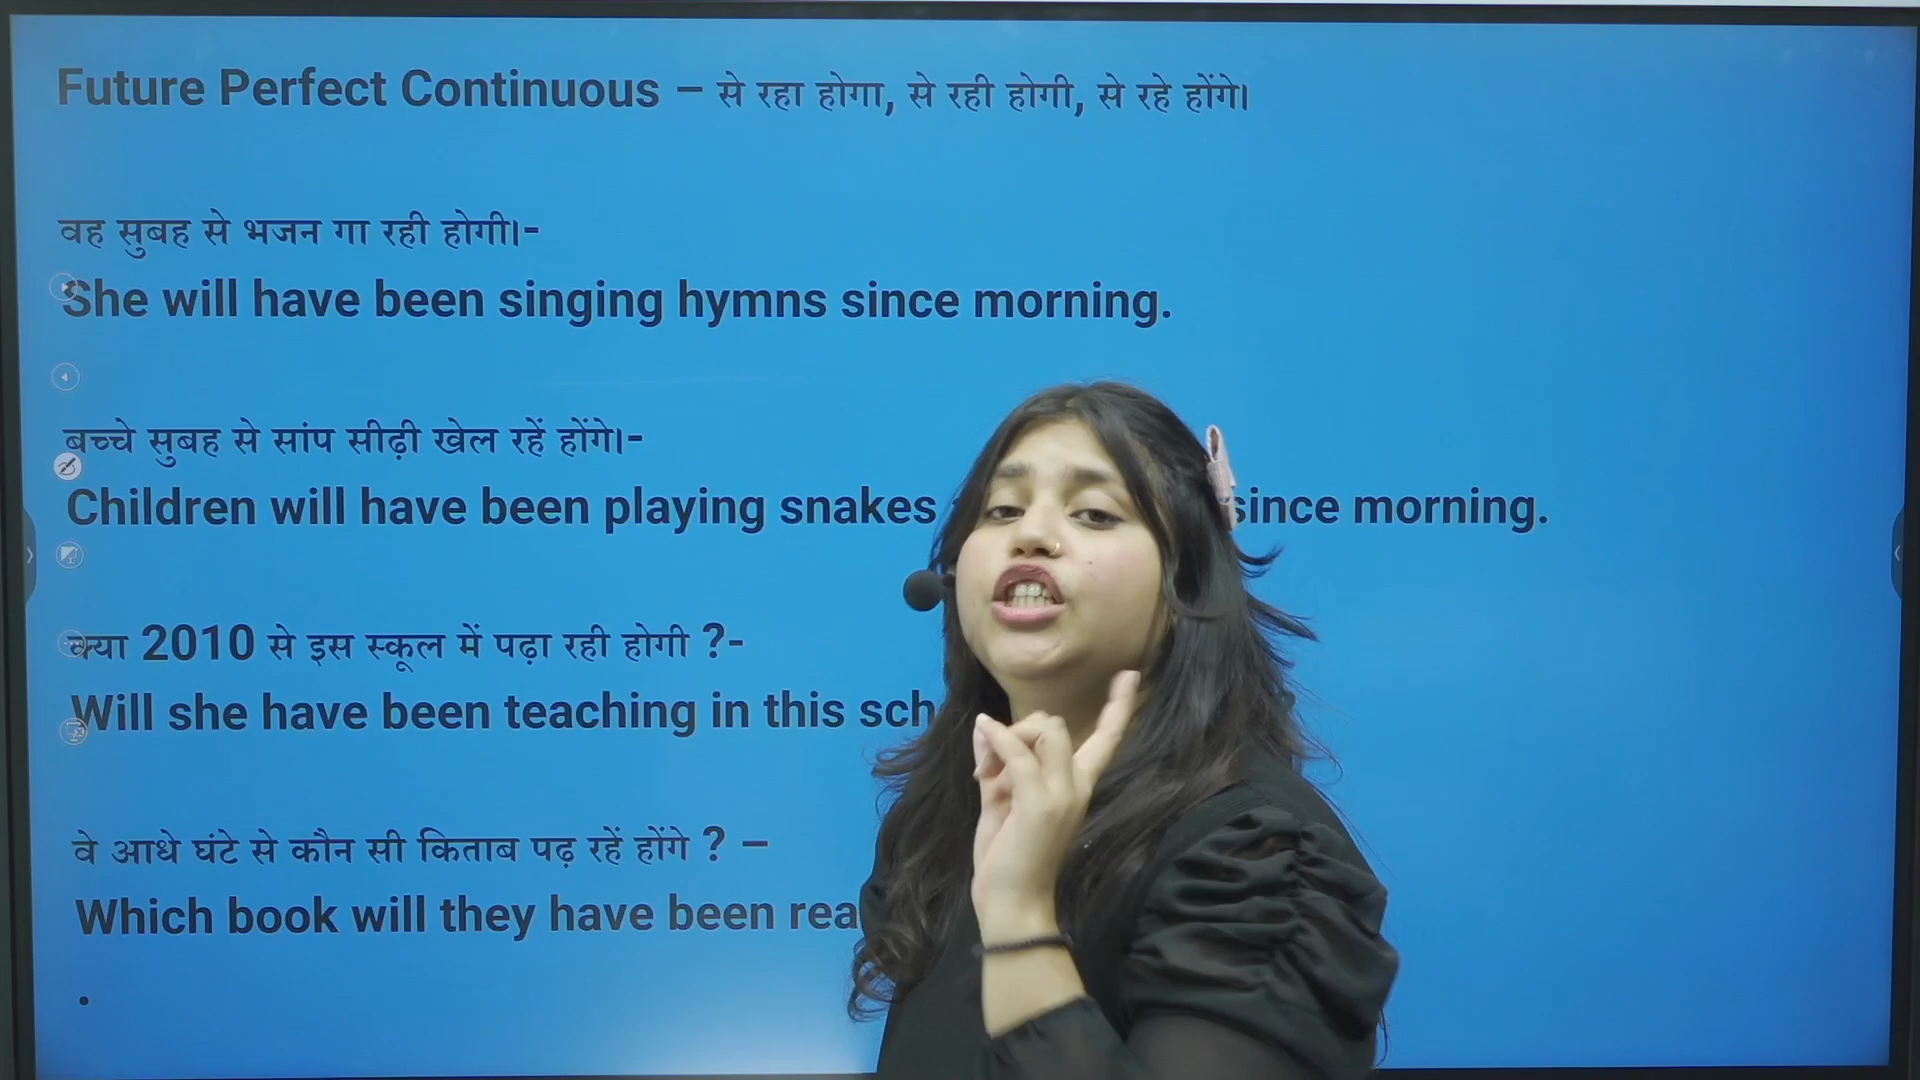 Future Perfect Continuous – से रहा होगा, से रही होगी, से रहे होंगे।
वह सुबह से भजन गा रही होगी।-
She will have been singing hymns since morning.
बच्चे सुबह से सांप सीढ़ी खेल रहें होंगे।-
Children will have been playing snakes since morning.
क्या 2010 से इस स्कूल में पढ़ा रही होगी ?-
Will she have been teaching in this
वे आधे घंटे से कौन सी किताब पढ़ रहें होंगे ? –
Which book will they have been